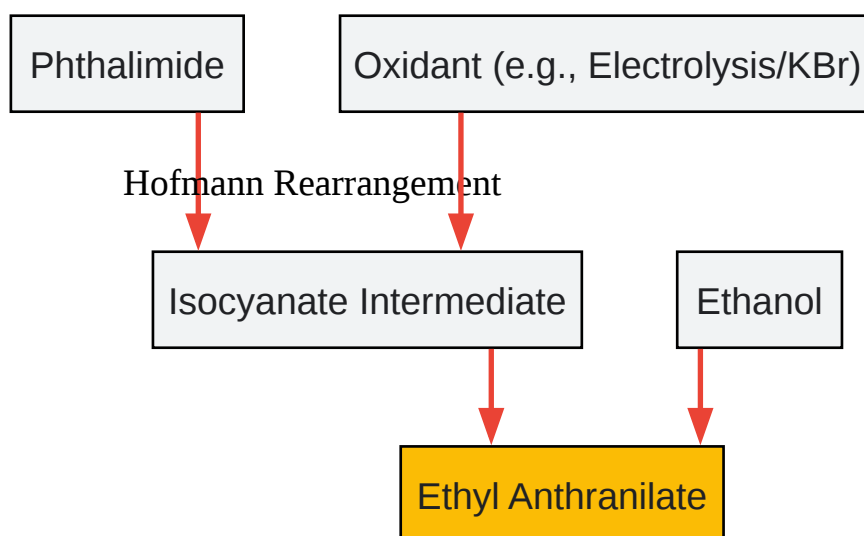 Phthalimide
Oxidant (e.g., Electrolysis/KBr)
Hofmann Rearrangement
Isocyanate Intermediate
Ethanol
Ethyl Anthranilate